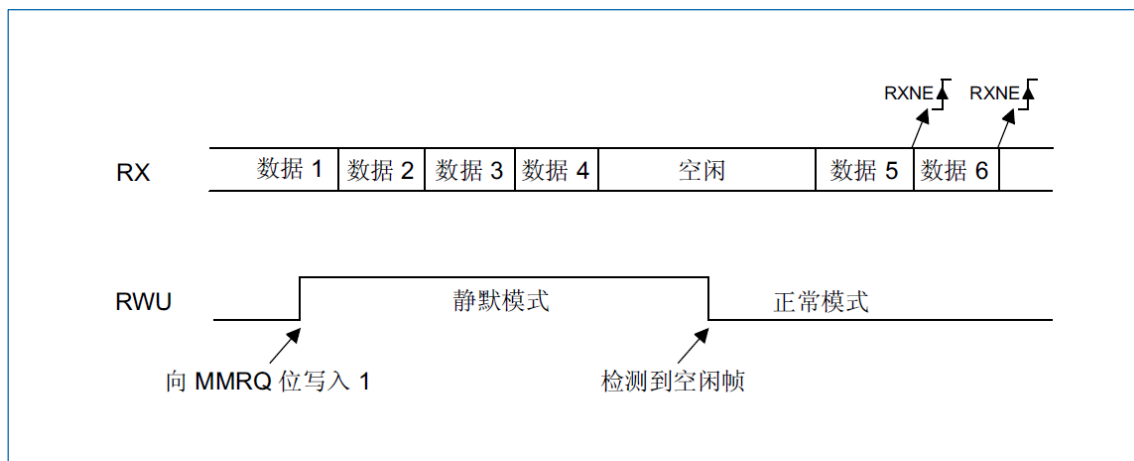 RXNE RXNE
RX 数据 1 数据 2 数据 3 数据 4 空闲 数据 5 数据 6
RWU 静默模式 正常模式
向 MMRQ 位写入 1 检测到空闲帧